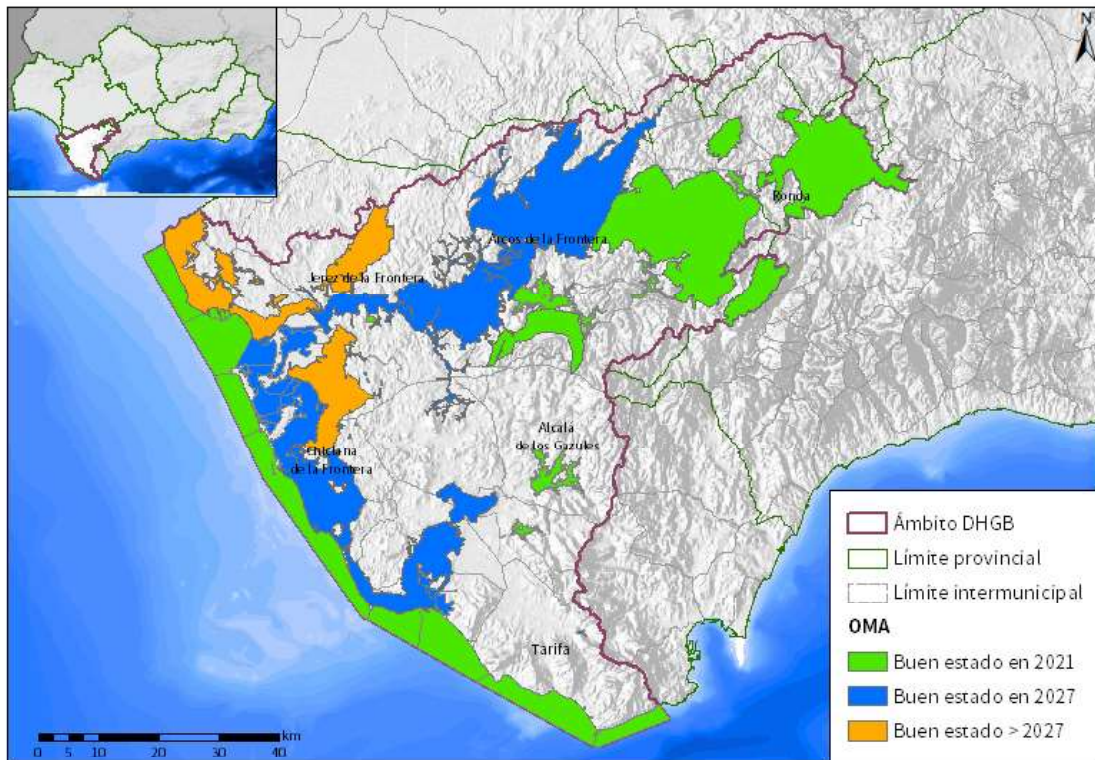 N
Ronda
Arcos de la Frontera
Jerez de la Frontera
Alcalá
de los Gazules
Chiclana
de la Frontera
Tarifa
Ámbito DHGB
Límite provincial
Límite intermunicipal
OMA
Buen estado en 2021
Buen estado en 2027
Buen estado > 2027
km
0 5 10 20 30 40